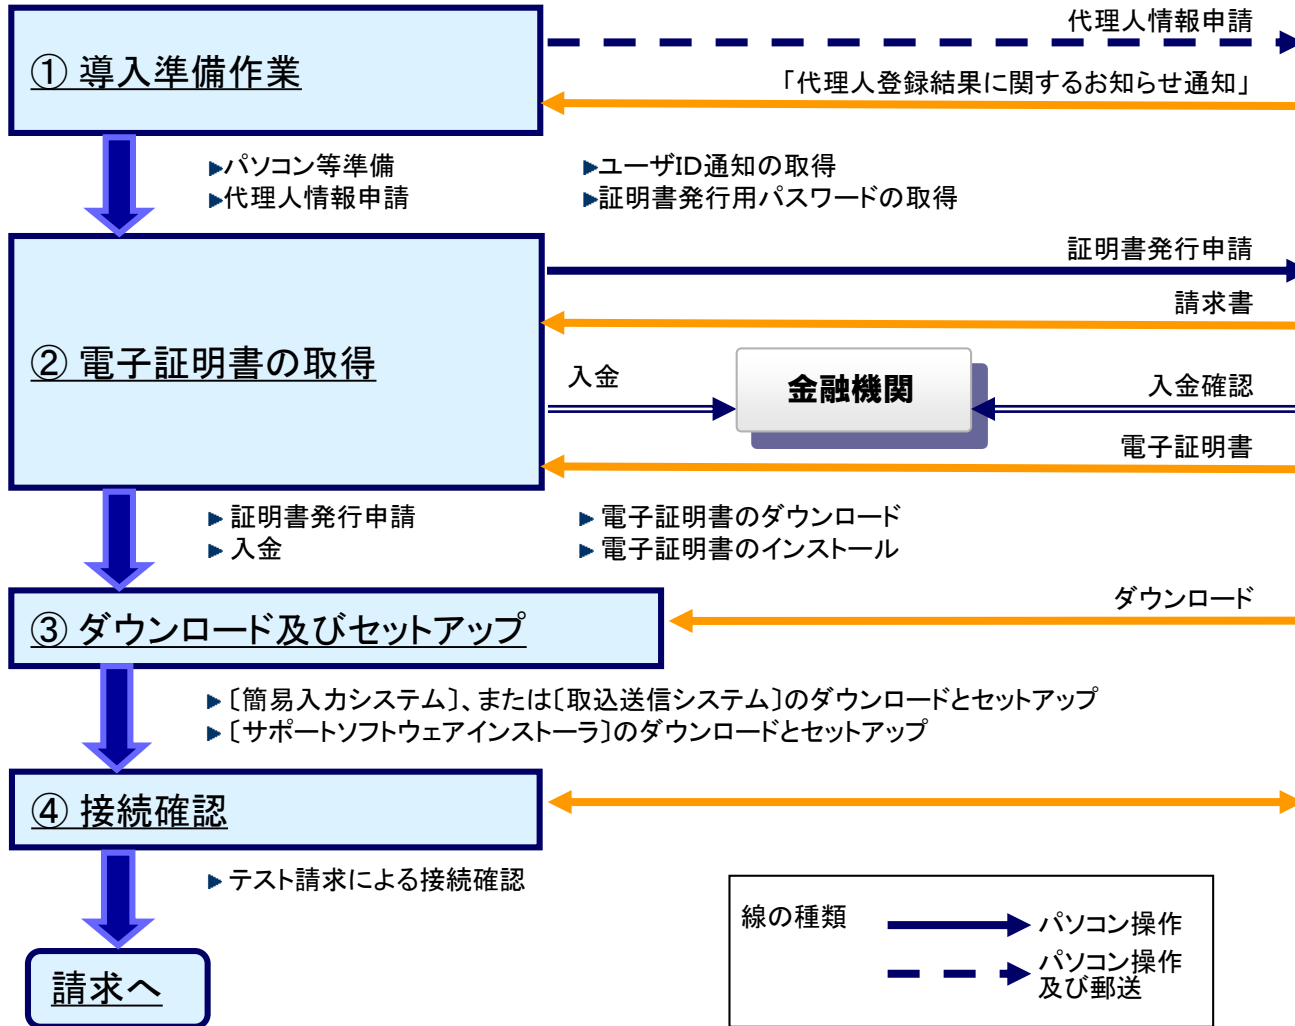 代理人情報申請
① 導入準備作業
「代理人登録結果に関するお知らせ通知」
▶パソコン等準備
▶代理人情報申請
▶ユーザID通知の取得
▶証明書発行用パスワードの取得
証明書発行申請
請求書
② 電子証明書の取得
入金
金融機関
入金確認
電子証明書
▶ 証明書発行申請
▶ 入金
▶ 電子証明書のダウンロード
▶ 電子証明書のインストール
ダウンロード
③ ダウンロード及びセットアップ
▶ 〔簡易入力システム〕、または〔取込送信システム〕のダウンロードとセットアップ
▶ 〔サポートソフトウェアインストーラ〕のダウンロードとセットアップ
④ 接続確認
▶ テスト請求による接続確認
線の種類
パソコン操作
パソコン操作
及び郵送
請求へ